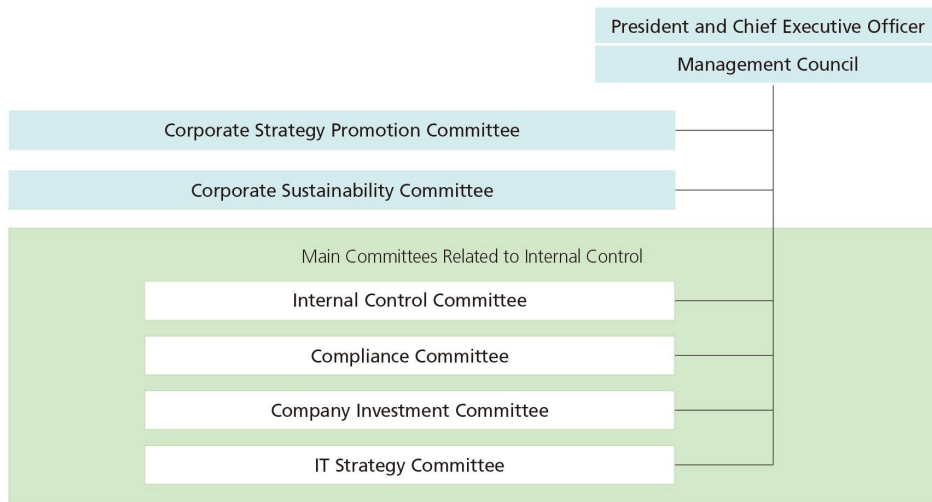 President and Chief Executive Officer
Management Council
Corporate Strategy Promotion Committee
Corporate Sustainability Committee
Main Committees Related to Internal Control
Internal Control Committee
Compliance Committee
Company Investment Committee
IT Strategy Committee